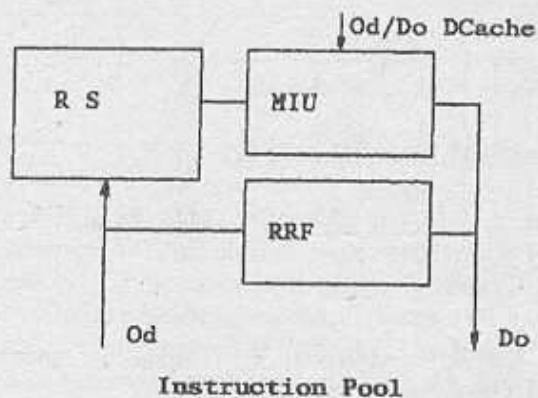 Od/Do DCache
R S
MIU
RRF
Od
Do
Instruction Pool